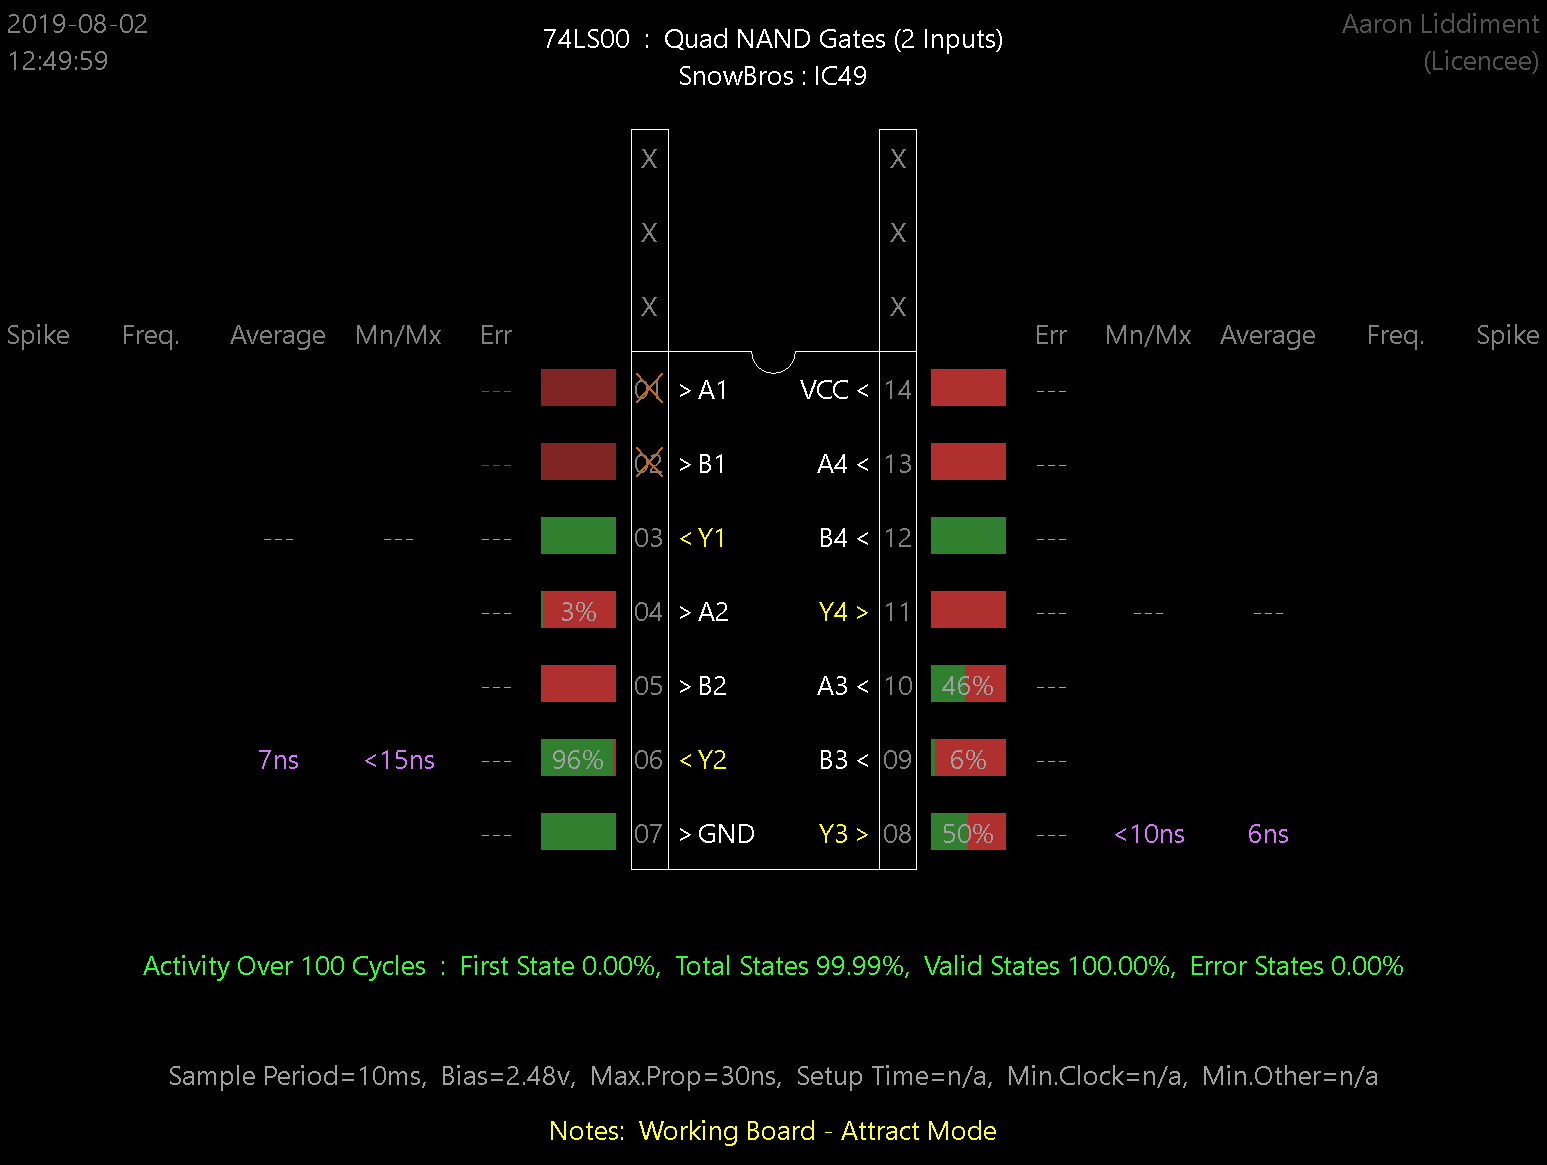 2019-08-02
12:49:59
74LS00 : Quad NAND Gates (2 Inputs)
SnowBros : IC49
Aaron Liddiment
(Licencee)
X X
X X
X X
Spike Freq. Average Mn/Mx Err Err Mn/Mx Average Freq. Spike
--- 01 > A1 VCC < 14 ---
--- 02 > B1 A4 < 13 ---
--- --- --- 03 < Y1 B4 < 12 ---
--- 3% 04 > A2 Y4 > 11 --- --- ---
--- 05 > B2 A3 < 10 46% ---
7ns <15ns --- 96% 06 < Y2 B3 < 09 6% ---
--- 07 > GND Y3 > 08 50% --- <10ns 6ns
Activity Over 100 Cycles : First State 0.00%, Total States 99.99%, Valid States 100.00%, Error States 0.00%
Sample Period=10ms, Bias=2.48v, Max.Prop=30ns, Setup Time=n/a, Min.Clock=n/a, Min.Other=n/a
Notes: Working Board - Attract Mode